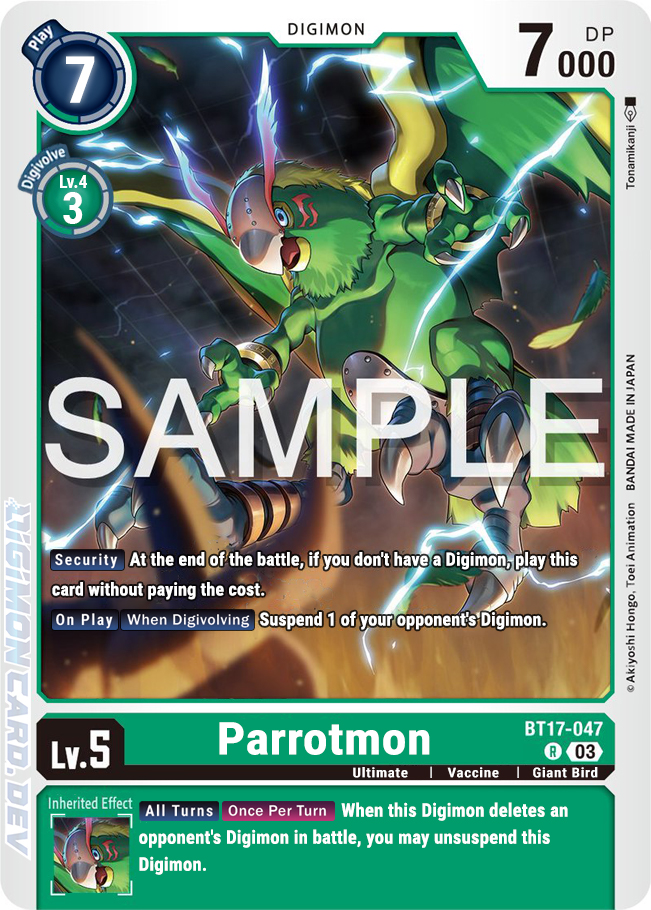 Play
7
DIGIMON
7000
DP
Digivolve
Lv.4
3
Tonamikanji
SAMPLE
© Akiyoshi Hongo, Toei Animation BANDAI MADE IN JAPAN
DIGIMONCARD.DEV
Security At the end of the battle, if you don't have a Digimon, play this
card without paying the cost.
On Play When Digivolving Suspend 1 of your opponent's Digimon.
Lv.5
Parrotmon
BT17-047
R 03
Ultimate | Vaccine | Giant Bird
Inherited Effect
All Turns Once Per Turn When this Digimon deletes an
opponent's Digimon in battle, you may unsuspend this
Digimon.